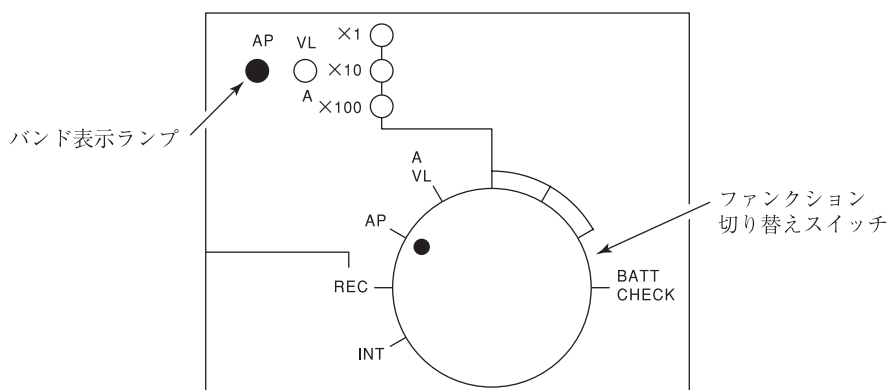 AP
VL
A
×1
×10
×100
バンド表示ランプ
A
VL
AP
REC
INT
BATT
CHECK
ファンクション
切り替えスイッチ